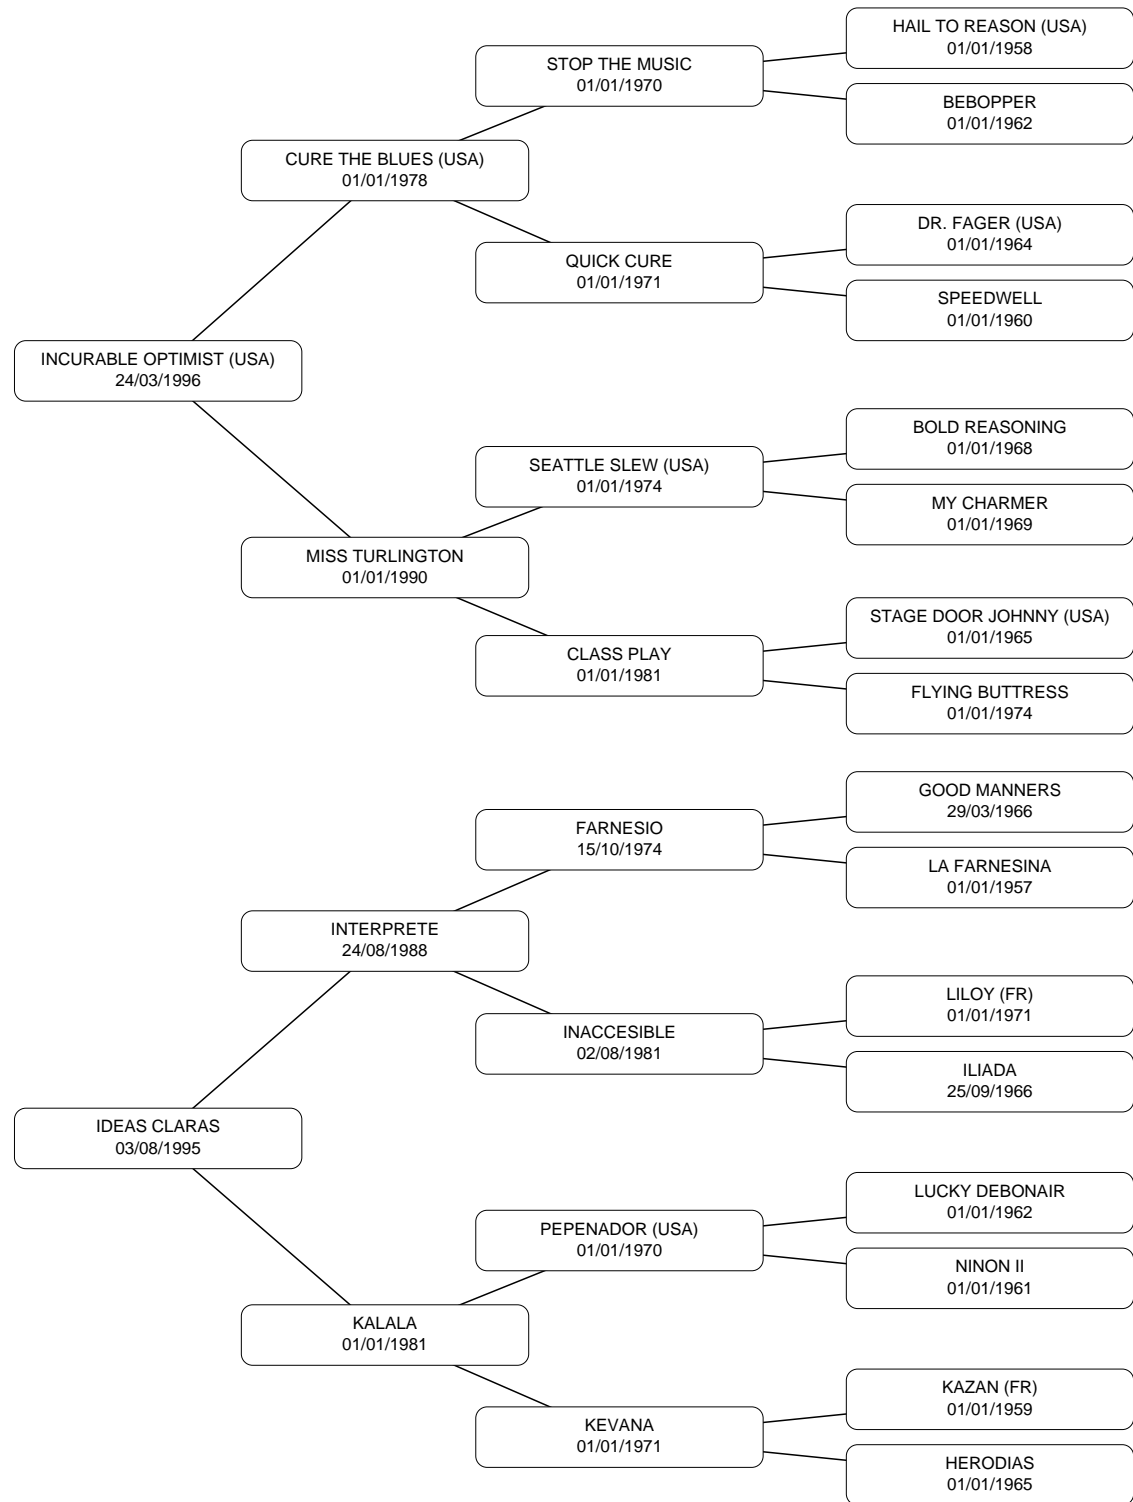 HAIL TO REASON (USA)
01/01/1958
STOP THE MUSIC
01/01/1970
BEBOPPER
01/01/1962
CURE THE BLUES (USA)
01/01/1978
DR. FAGER (USA)
01/01/1964
QUICK CURE
01/01/1971
SPEEDWELL
01/01/1960
INCURABLE OPTIMIST (USA)
24/03/1996
BOLD REASONING
01/01/1968
SEATTLE SLEW (USA)
01/01/1974
MY CHARMER
01/01/1969
MISS TURLINGTON
01/01/1990
STAGE DOOR JOHNNY (USA)
01/01/1965
CLASS PLAY
01/01/1981
FLYING BUTTRESS
01/01/1974
GOOD MANNERS
29/03/1966
FARNESIO
15/10/1974
LA FARNESINA
01/01/1957
INTERPRETE
24/08/1988
LILOY (FR)
01/01/1971
INACCESIBLE
02/08/1981
ILIADA
25/09/1966
IDEAS CLARAS
03/08/1995
LUCKY DEBONAIR
01/01/1962
PEPENADOR (USA)
01/01/1970
NINON II
01/01/1961
KALALA
01/01/1981
KAZAN (FR)
01/01/1959
KEVANA
01/01/1971
HERODIAS
01/01/1965